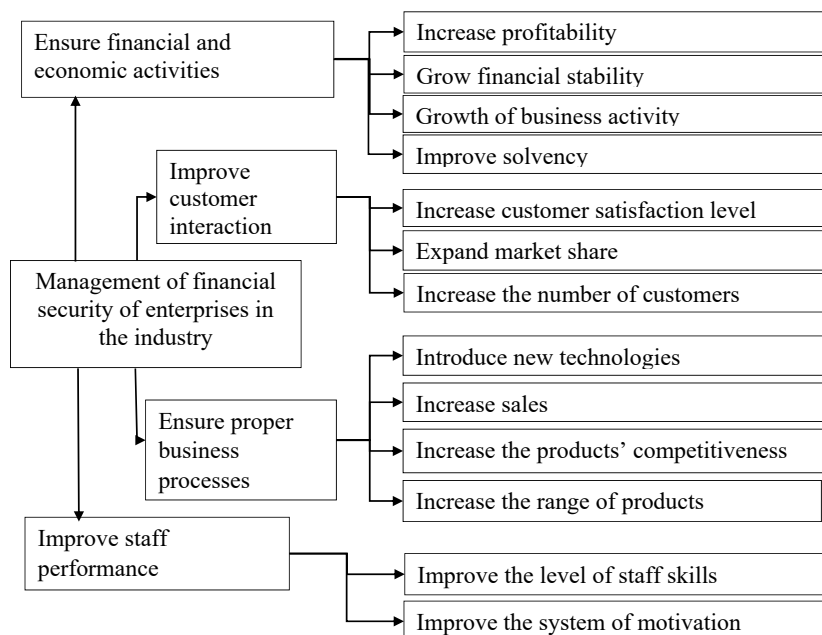 Ensure financial and
economic activities
Increase profitability
Grow financial stability
Growth of business activity
Improve solvency
Improve
customer
interaction
Increase customer satisfaction level
Expand market share
Increase the number of customers
Management of financial
security of enterprises in
the industry
Ensure proper
business
processes
Introduce new technologies
Increase sales
Increase the products’ competitiveness
Increase the range of products
Improve staff
performance
Improve the level of staff skills
Improve the system of motivation